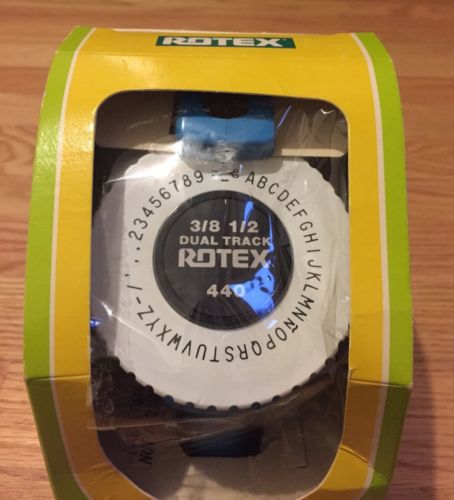 ROTEX
ABCDEFGHIJKLMNÑOPQRSTUVWXYZ-/'.,23456789
3/8 1/2
DUAL TRACK
ROTEX
440